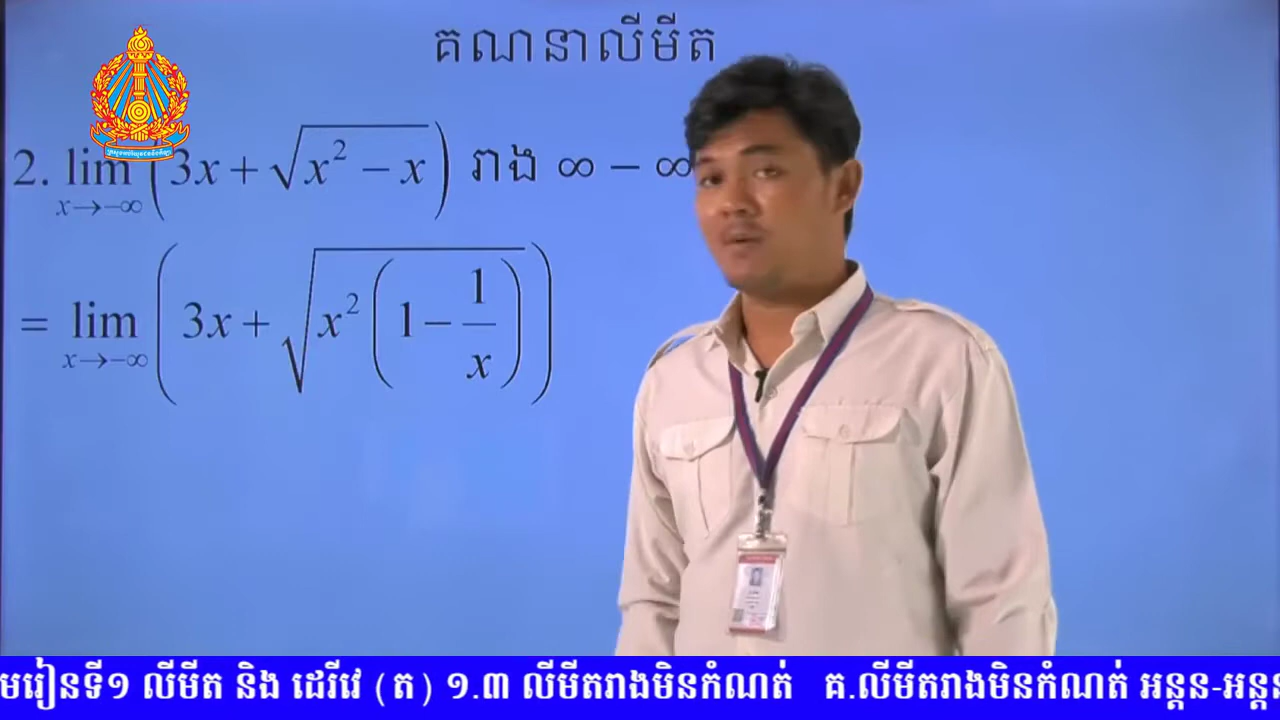 គណនាលីមីត
2. lim x→−∞ (3x + √(x² − x)) រាង ∞ − ∞
= lim x→−∞ (3x + √(x² (1 − 1/x)))
មរៀនទី១ លីមីត និង ដេរីវេ (ត) ១.៣ លីមីតរាងមិនកំណត់ គ.លីមីតរាងមិនកំណត់ អនន្ត-អនន្ត